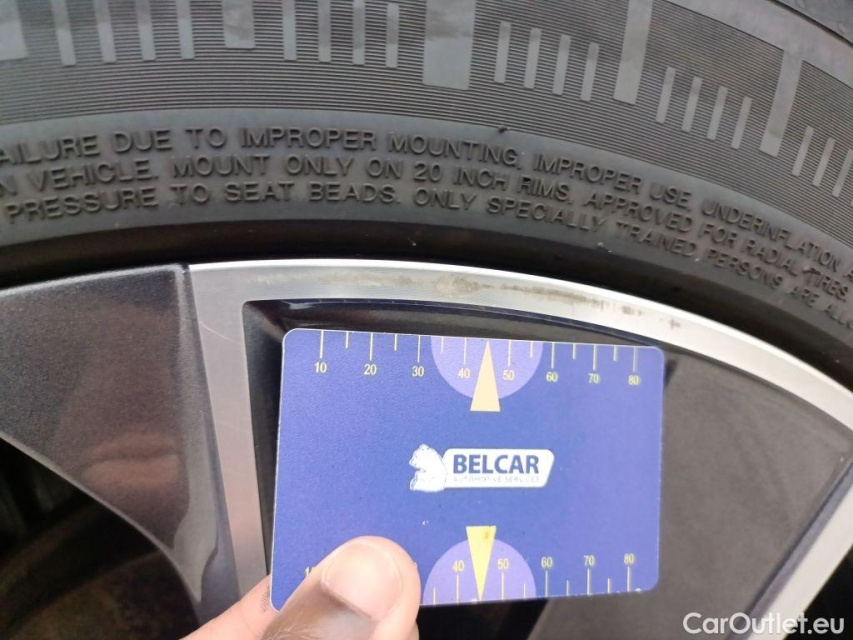 AILURE DUE TO IMPROPER MOUNTING, IMPROPER USE UNDERINFLATION
N VEHICLE. MOUNT ONLY ON 20 INCH RIMS. APPROVED FOR RADIAL TIRES
PRESSURE TO SEAT BEADS. ONLY SPECIALLY TRAINED PERSONS ARE
10 20 30 40 50 60 70 80
BELCAR
AUTOMOTIVE SERVICES
40 50 60 70 80
CarOutlet.eu